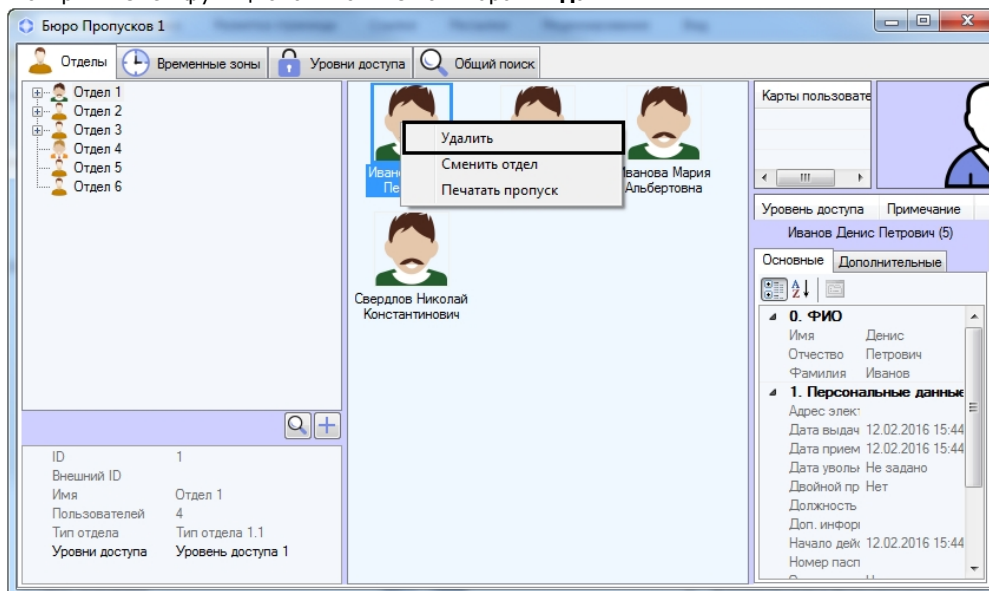 Бюро Пропусков 1
Отделы
Временные зоны
Уровни доступа
Общий поиск
Отдел 1
Отдел 2
Отдел 3
Отдел 4
Отдел 5
Отдел 6
Удалить
Сменить отдел
Печатать пропуск
Иванова Мария
Альбертовна
Свердлов Николай
Константинович
ID 1
Внешний ID
Имя Отдел 1
Пользователей 4
Тип отдела Тип отдела 1.1
Уровни доступа Уровень доступа 1
Карты пользовате
Уровень доступа Примечание
Иванов Денис Петрович (5)
Основные Дополнительные
0. ФИО
Имя Денис
Отчество Петрович
Фамилия Иванов
1. Персональные данные
Адрес элект
Дата выдач 12.02.2016 15:44
Дата прием 12.02.2016 15:44
Дата увольн Не задано
Двойной пр Нет
Должность
Доп. информ
Начало дейс 12.02.2016 15:44
Номер пасп